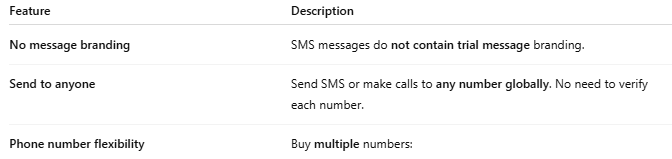 Feature Description
No message branding SMS messages do not contain trial message branding.
Send to anyone Send SMS or make calls to any number globally. No need to verify
each number.
Phone number flexibility Buy multiple numbers: